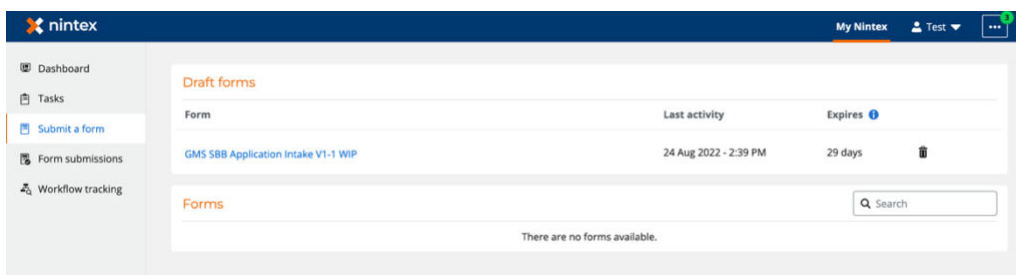 nintex
My Nintex
Test
3
Dashboard
Tasks
Submit a form
Form submissions
Workflow tracking
Draft forms
Form Last activity Expires
GMS SBB Application Intake V1-1 WIP 24 Aug 2022 - 2:39 PM 29 days
Forms
Search
There are no forms available.